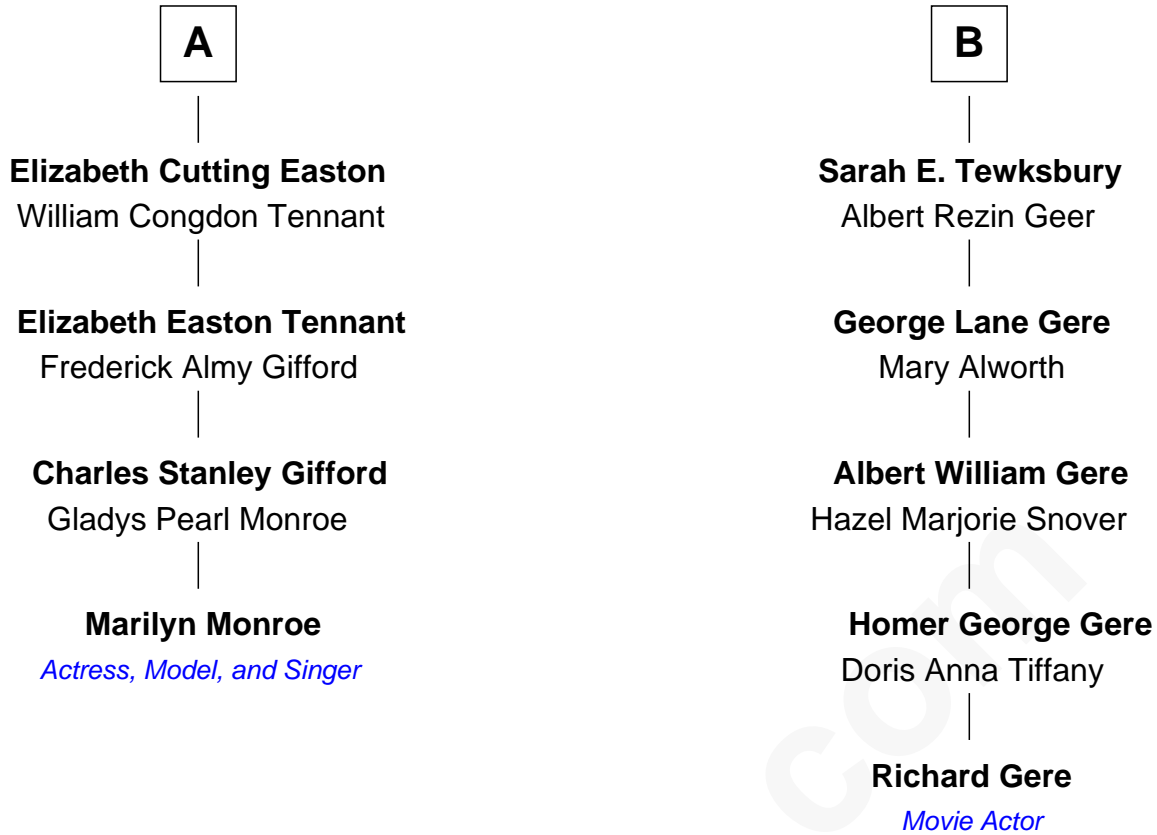 A
Elizabeth Cutting Easton
William Congdon Tennant
Elizabeth Easton Tennant
Frederick Almy Gifford
Charles Stanley Gifford
Gladys Pearl Monroe
Marilyn Monroe
Actress, Model, and Singer
B
Sarah E. Tewksbury
Albert Rezin Geer
George Lane Gere
Mary Alworth
Albert William Gere
Hazel Marjorie Snover
Homer George Gere
Doris Anna Tiffany
Richard Gere
Movie Actor
com